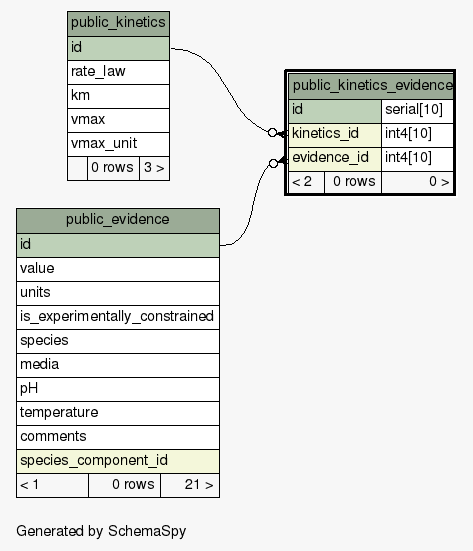 public_kinetics
id
rate_law
km
vmax
vmax_unit
0 rows 3 >
public_kinetics_evidence
id serial[10]
kinetics_id int4[10]
evidence_id int4[10]
< 2 0 rows 0 >
public_evidence
id
value
units
is_experimentally_constrained
species
media
pH
temperature
comments
species_component_id
< 1 0 rows 21 >
Generated by SchemaSpy